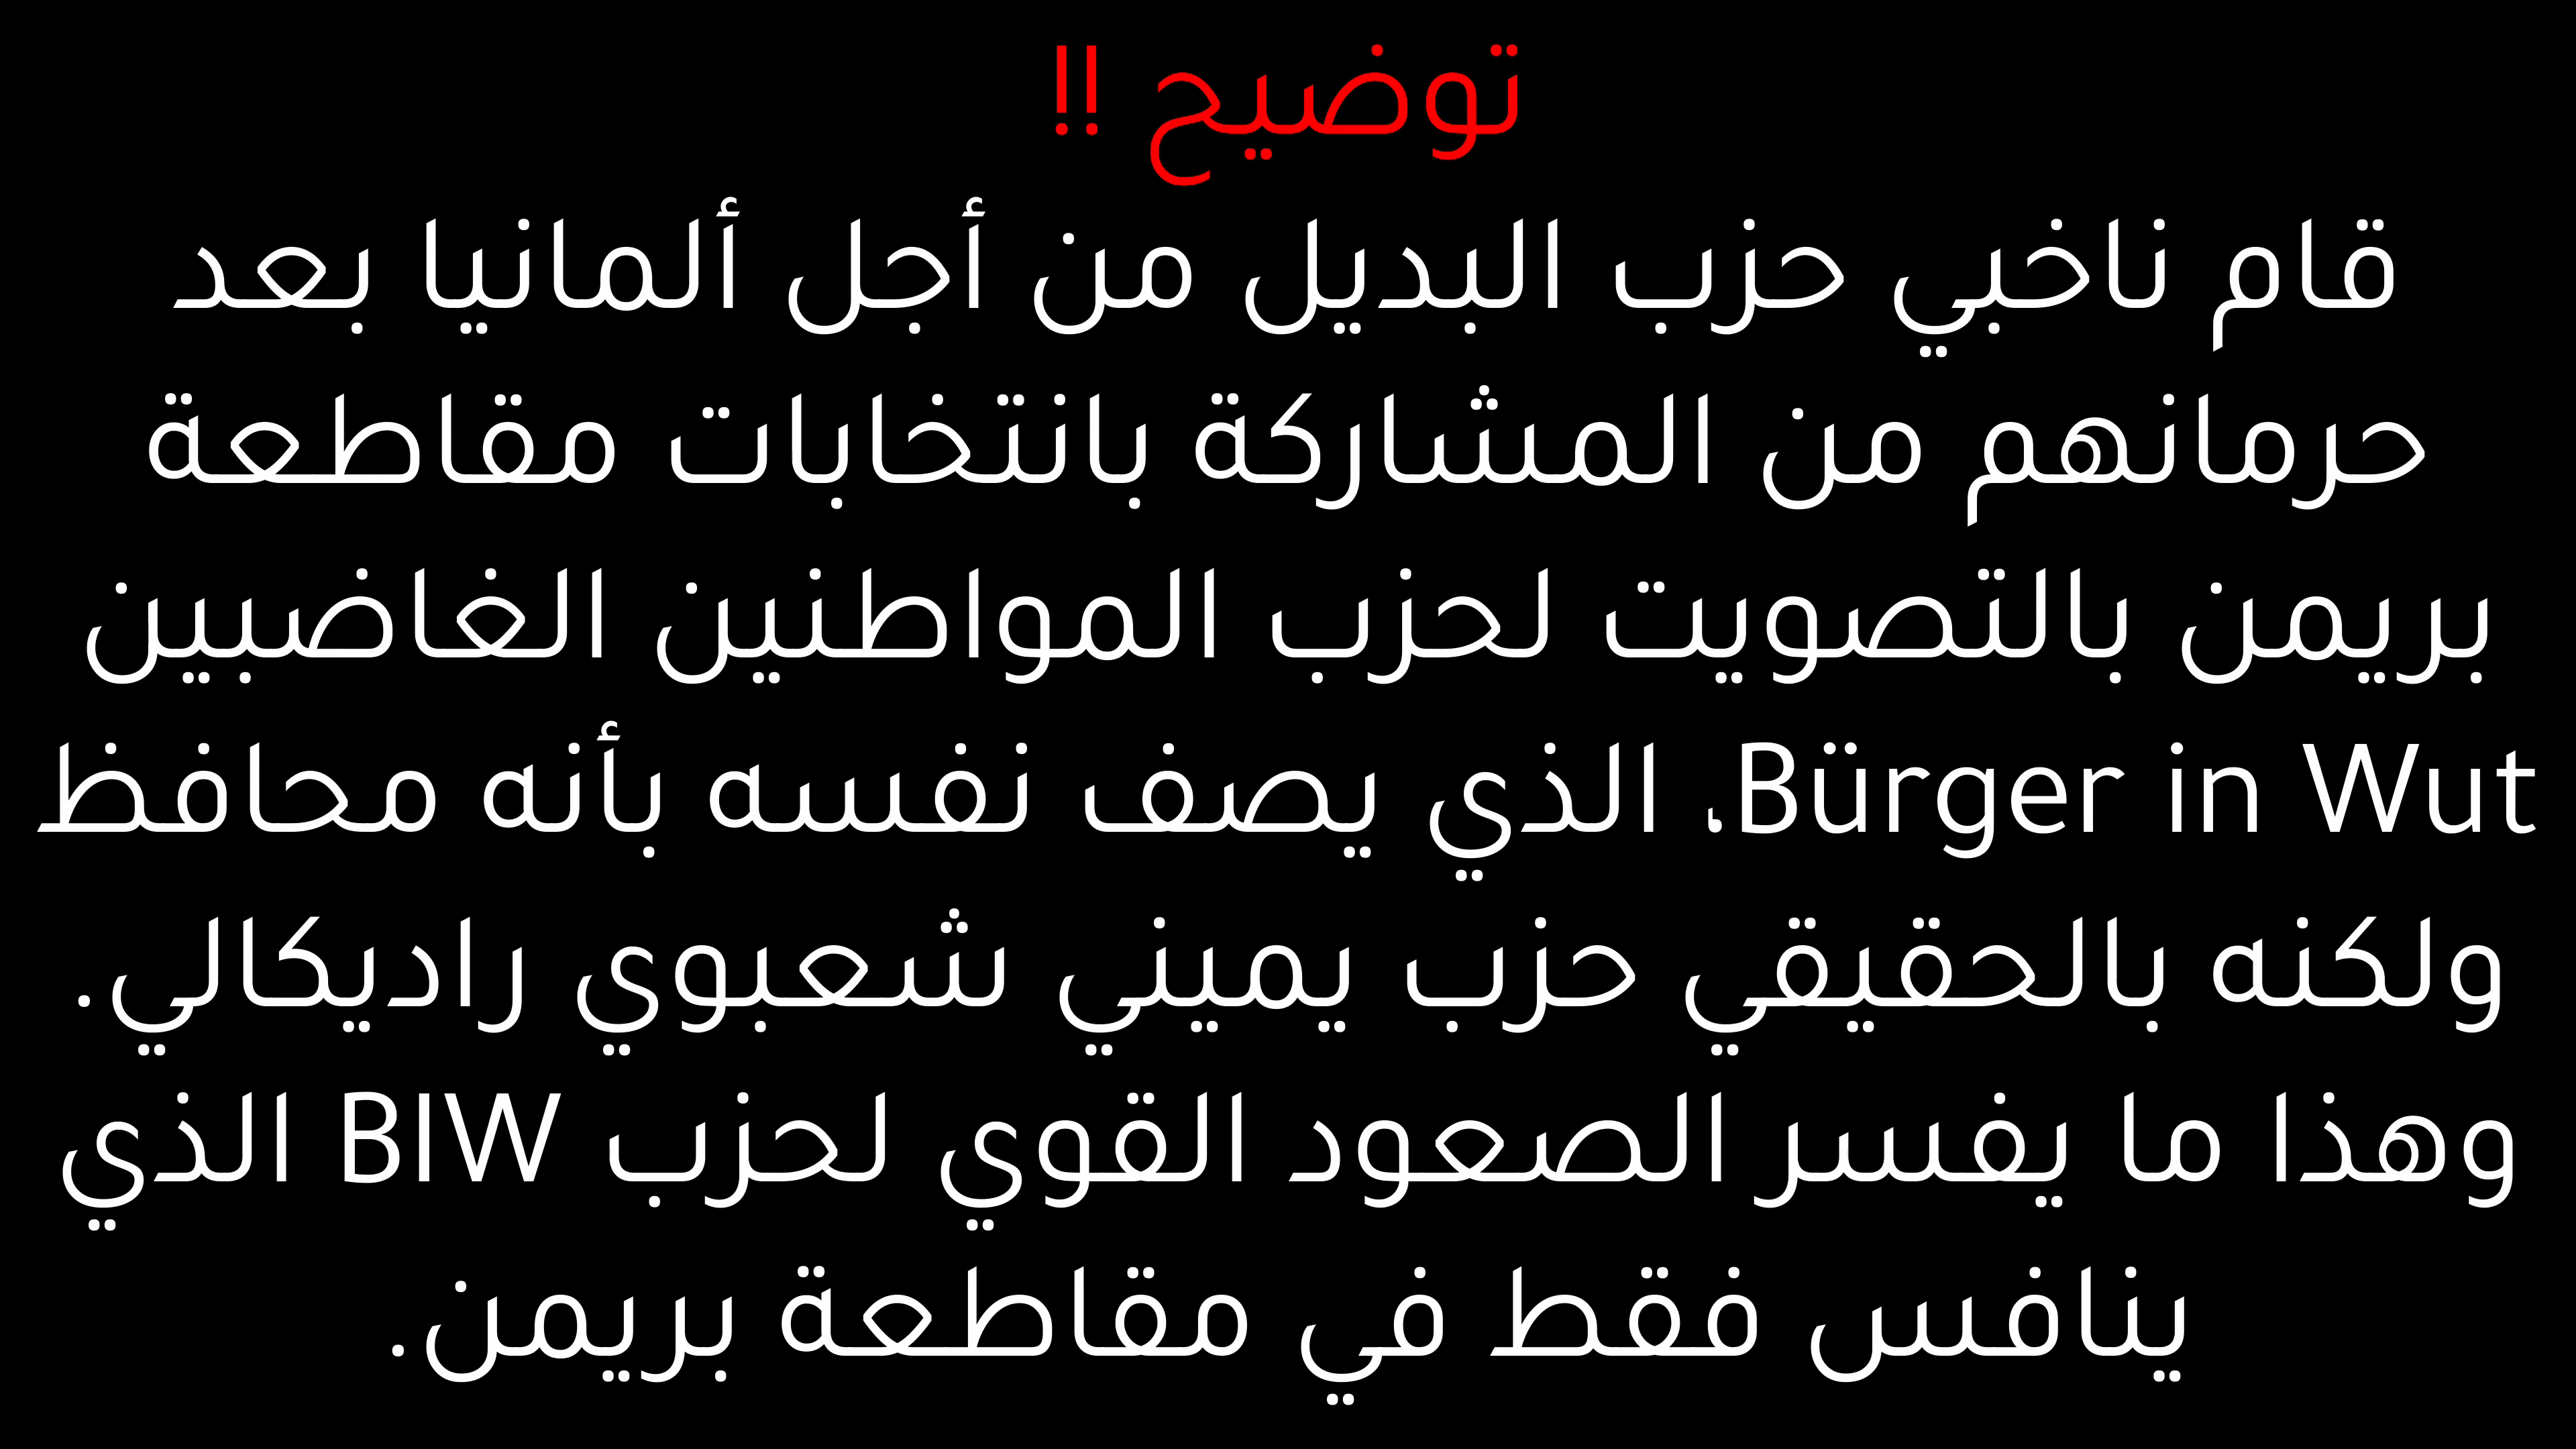 توضيح !!
قام ناخبي حزب البديل من أجل ألمانيا بعد
حرمانهم من المشاركة بانتخابات مقاطعة
بريمن بالتصويت لحزب المواطنين الغاضبين
Bürger in Wut، الذي يصف نفسه بأنه محافظ
ولكنه بالحقيقي حزب يميني شعبوي راديكالي.
وهذا ما يفسر الصعود القوي لحزب BIW الذي
ينافس فقط في مقاطعة بريمن.